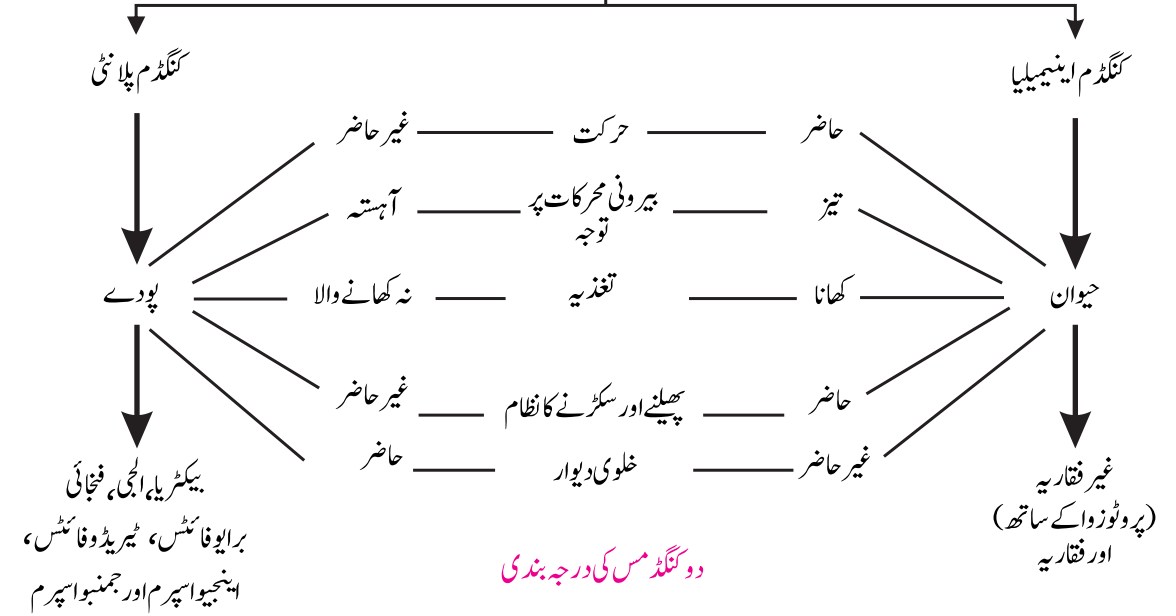 کنگڈم اینیمیلیا
کنگڈم پلانٹی
حاضر حرکت غیر حاضر
تیز بیرونی محرکات پر توجہ آہستہ
حیوان کھانا تغذیہ نہ کھانے والا پودے
حاضر پھیلنے اور سکڑنے کا نظام غیر حاضر
غیر حاضر خلوی دیوار حاضر
غیر فقاریہ
(پروٹوزوا کے ساتھ)
اور فقاریہ
بیکٹریا، الجی، فنجائی
برایوفائٹس، ٹیریڈوفائٹس،
اینجیواسپرم اور جمنبواسپرم
دو کنگڈمس کی درجہ بندی